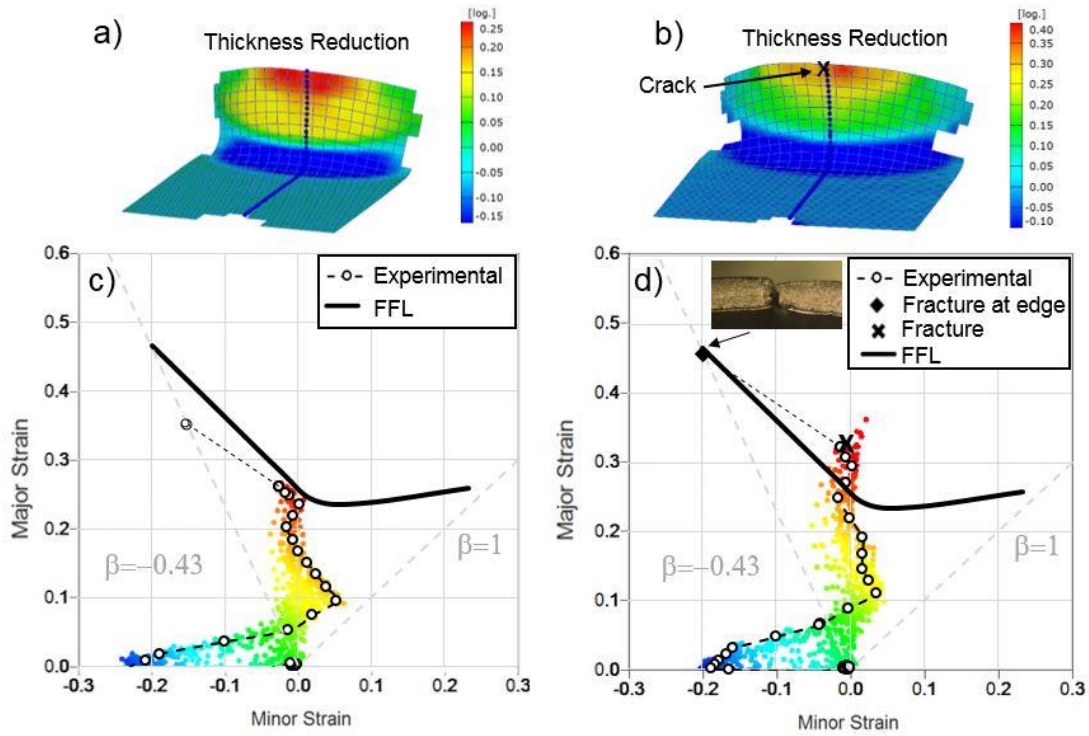 a)
Thickness Reduction
[log.]
0.25
0.20
0.15
0.10
0.05
0.00
-0.05
-0.10
-0.15
b)
Thickness Reduction
Crack
X
[log.]
0.40
0.35
0.30
0.25
0.20
0.15
0.10
0.05
0.00
-0.05
-0.10
c)
Experimental
FFL
β=−0.43
β=1
0.6
0.5
0.4
0.3
0.2
0.1
0.0
-0.3 -0.2 -0.1 0.0 0.1 0.2 0.3
Major Strain
Minor Strain
d)
Experimental
Fracture at edge
Fracture
FFL
β=−0.43
β=1
0.6
0.5
0.4
0.3
0.2
0.1
0.0
-0.3 -0.2 -0.1 0.0 0.1 0.2 0.3
Major Strain
Minor Strain